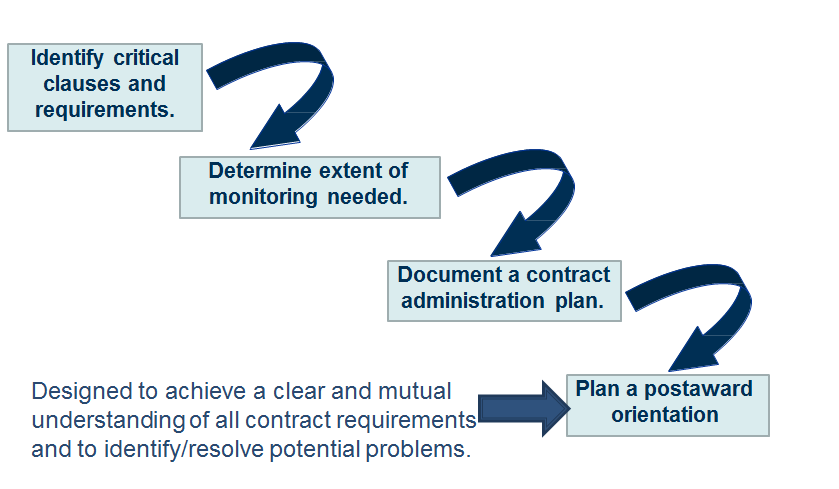 Identify critical
clauses and
requirements.
Determine extent of
monitoring needed.
Document a contract
administration plan.
Designed to achieve a clear and mutual
understanding of all contract requirements
and to identify/resolve potential problems.
Plan a postaward
orientation